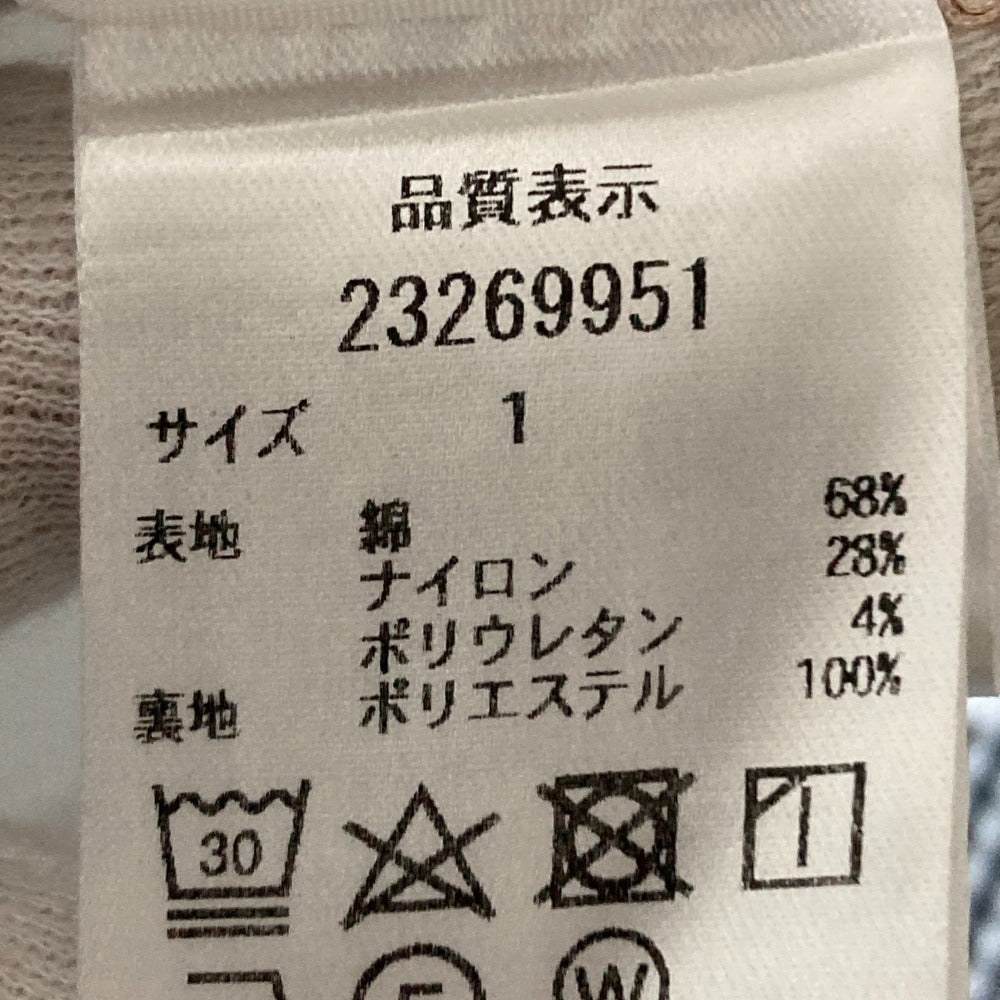 品質表示
23269951
サイズ 1
表地 綿 68%
ナイロン 28%
ポリウレタン 4%
裏地 ポリエステル 100%
30
W